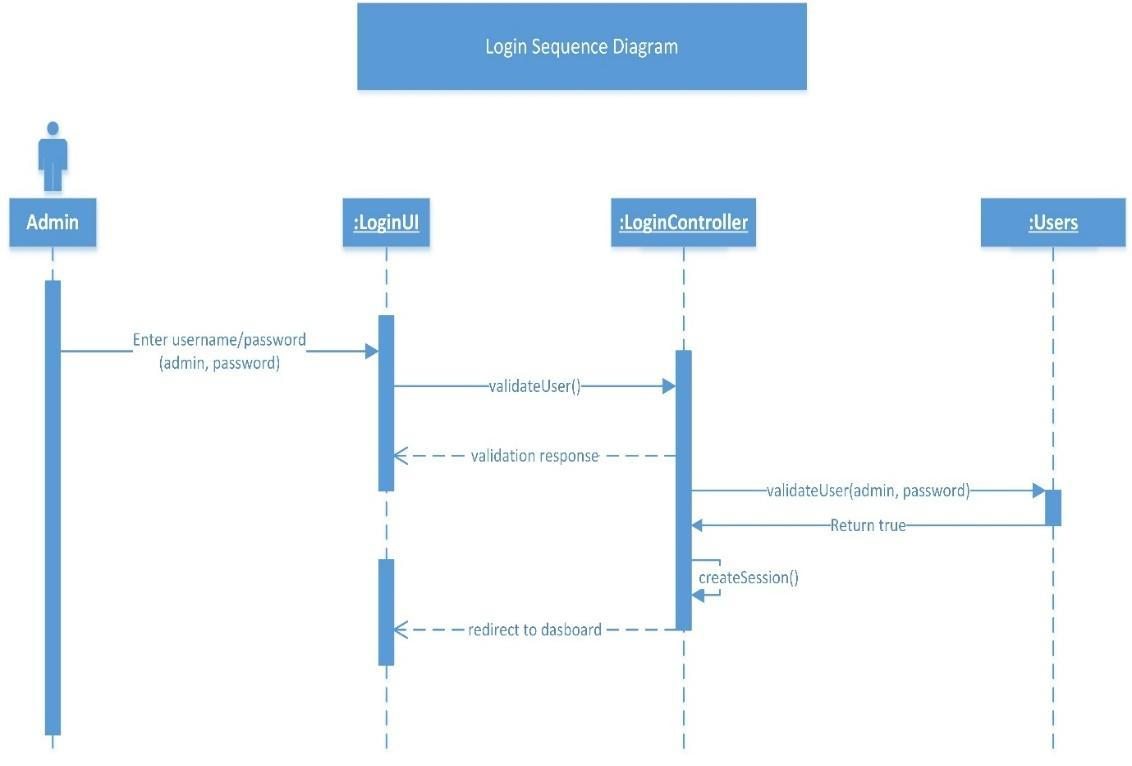 Login Sequence Diagram
Admin
:LoginUI
:LoginController
:Users
Enter username/password
(admin, password)
validateUser()
validation response
validateUser(admin, password)
Return true
createSession()
redirect to dasboard